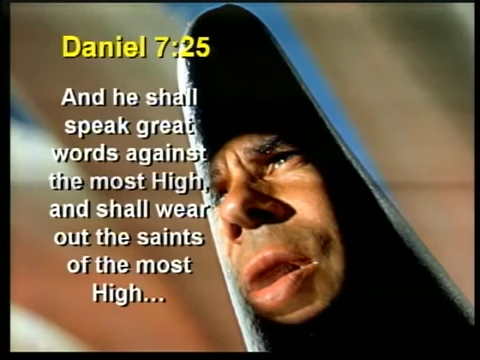 Daniel 7:25
And he shall
speak great
words against
the most High,
and shall wear
out the saints
of the most
High...